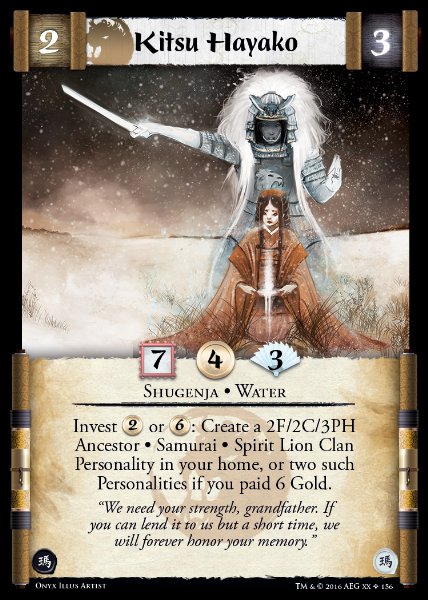 2 Kitsu Hayako 3
7 4 3
Shugenja • Water
Invest 2 or 6: Create a 2F/2C/3PH
Ancestor • Samurai • Spirit Lion Clan
Personality in your home, or two such
Personalities if you paid 6 Gold.
“We need your strength, grandfather. If
you can lend it to us but a short time, we
will forever honor your memory.”
瑪 瑪
Onyx Illus Artist TM & © 2016 AEG XX ❖ 156